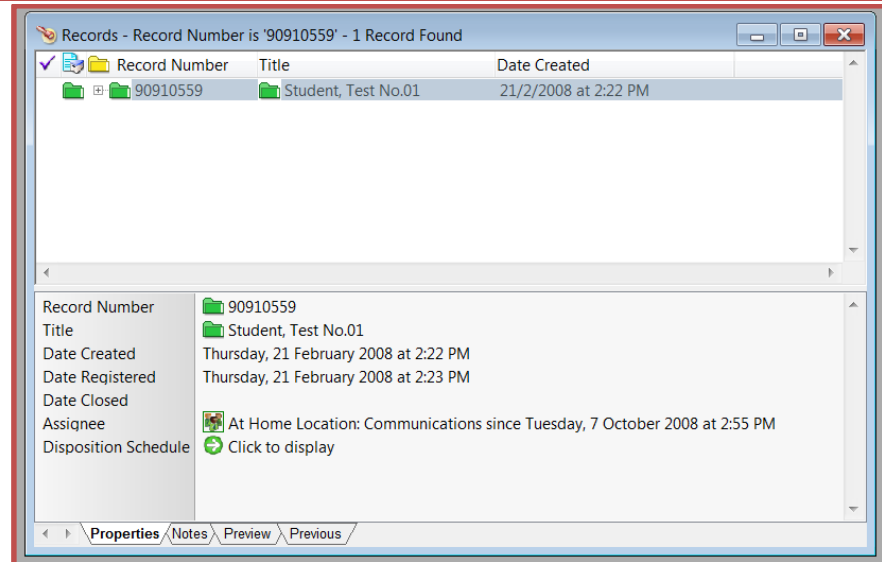 Records - Record Number is '90910559' - 1 Record Found
Record Number Title Date Created
90910559 Student, Test No.01 21/2/2008 at 2:22 PM
Record Number 90910559
Title Student, Test No.01
Date Created Thursday, 21 February 2008 at 2:22 PM
Date Registered Thursday, 21 February 2008 at 2:23 PM
Date Closed
Assignee At Home Location: Communications since Tuesday, 7 October 2008 at 2:55 PM
Disposition Schedule Click to display
Properties Notes Preview Previous